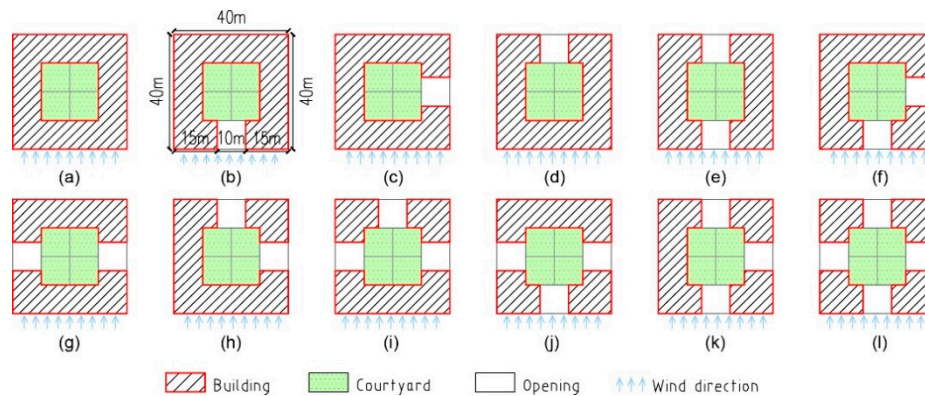 40m
40m
40m
15m 10m 15m
(a) (b) (c) (d) (e) (f)
(g) (h) (i) (j) (k) (l)
Building Courtyard Opening Wind direction